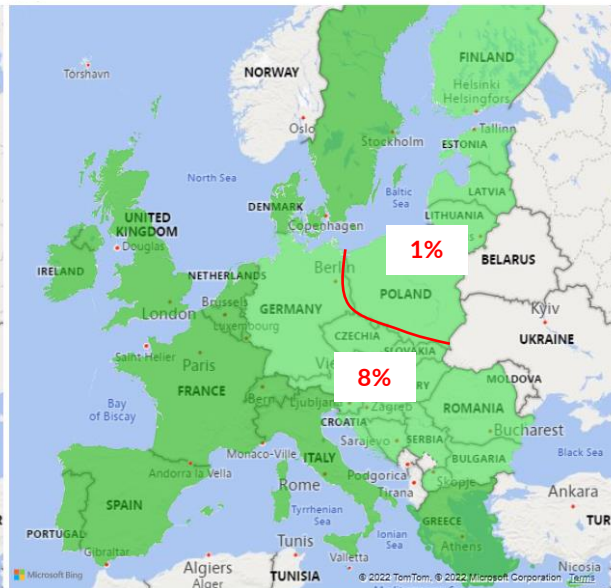 FINLAND
Tórshavn
NORWAY
Helsinki
Helsingfors
Oslo
Tallinn
Stockholm
ESTONIA
North Sea
Baltic
Sea
LATVIA
DENMARK
LITHUANIA
Copenhagen
UNITED
KINGDOM
1%
Douglas
BELARUS
IRELAND
NETHERLANDS
Berlin
POLAND
London
Brussels
GERMANY
Kyiv
Luxembourg
CZECHIA
UKRAINE
Saint Helier
Paris
SLOVAKIA
8%
MOLDOVA
FRANCE
Bern
Ljubljana
Zagreb
ROMANIA
Bay
of Biscay
CROATIA
Bucharest
Sarajevo
SERBIA
Monaco-Ville
Black Sea
Andorra la Vella
ITALY
Podgorica
BULGARIA
Skopje
Rome
Tirana
Ankara
SPAIN
Tyrrhenian
Sea
GREECE
TUR
PORTUGAL
Ionian
Sea
Athens
Gibraltar
Tunis
Valletta
Algiers
Alger
TUNISIA
Nicosia
Microsoft Bing
© 2022 TomTom, © 2022 Microsoft Corporation Terms